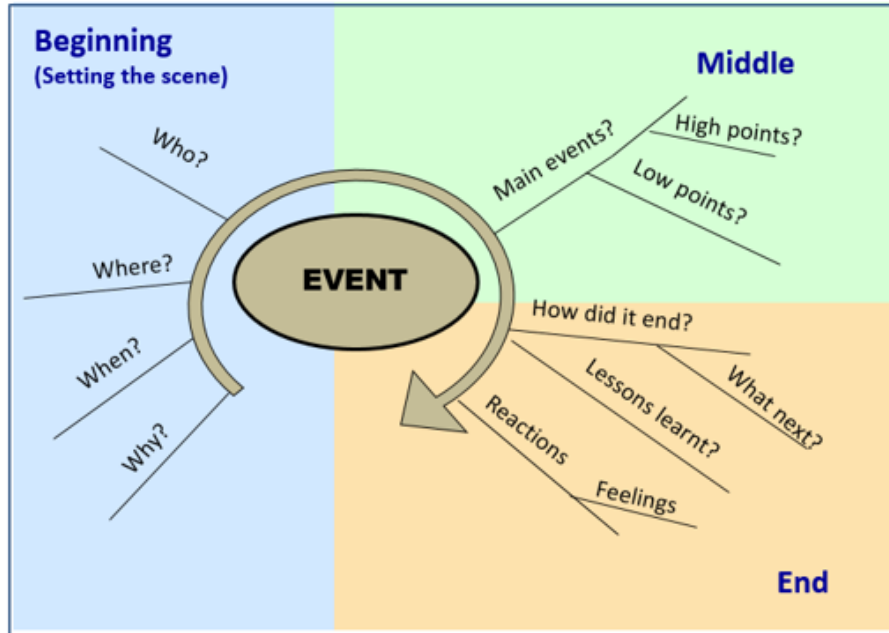 Beginning
(Setting the scene)
Who?
Where?
When?
Why?
EVENT
Middle
Main events?
High points?
Low points?
How did it end?
What next?
Lessons learnt?
Reactions
Feelings
End